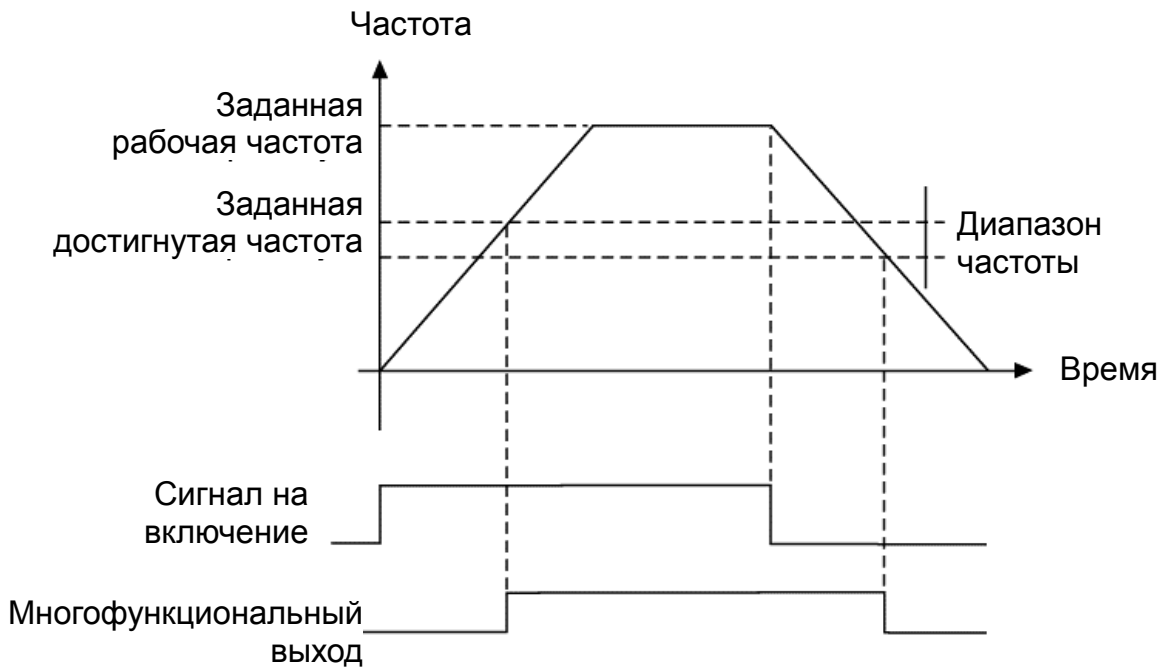 Частота
Заданная
рабочая частота
Заданная
достигнутая частота
Диапазон
частоты
Время
Сигнал на
включение
Многофункциональный
выход